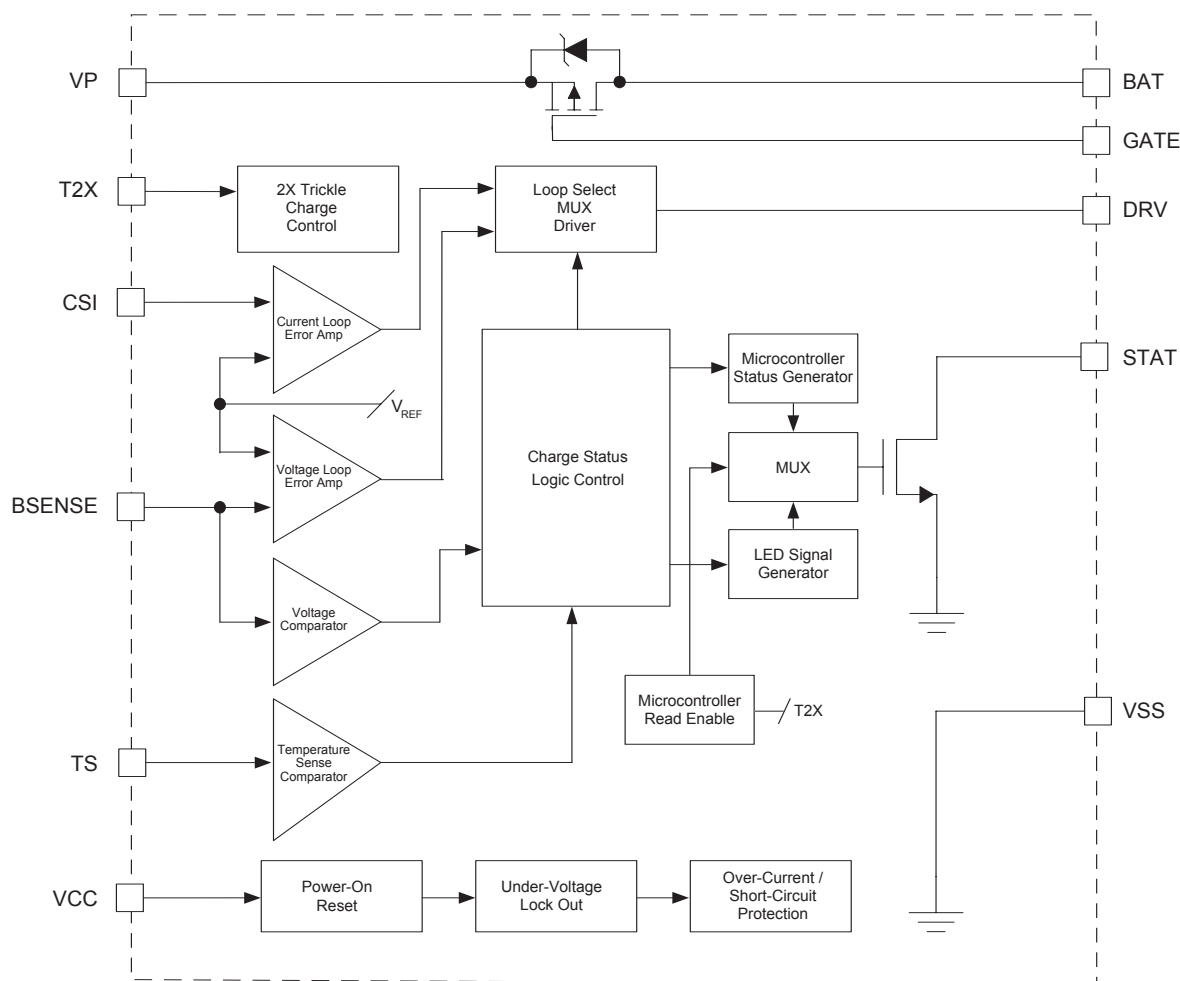 VP
BAT
GATE
T2X
2X Trickle
Charge
Control
Loop Select
MUX
Driver
DRV
CSI
Current Loop
Error Amp
VREF
Microcontroller
Status Generator
STAT
Voltage Loop
Error Amp
Charge Status
Logic Control
MUX
BSENSE
LED Signal
Generator
Voltage
Comparator
Microcontroller
Read Enable
T2X
VSS
TS
Temperature
Sense
Comparator
VCC
Power-On
Reset
Under-Voltage
Lock Out
Over-Current /
Short-Circuit
Protection